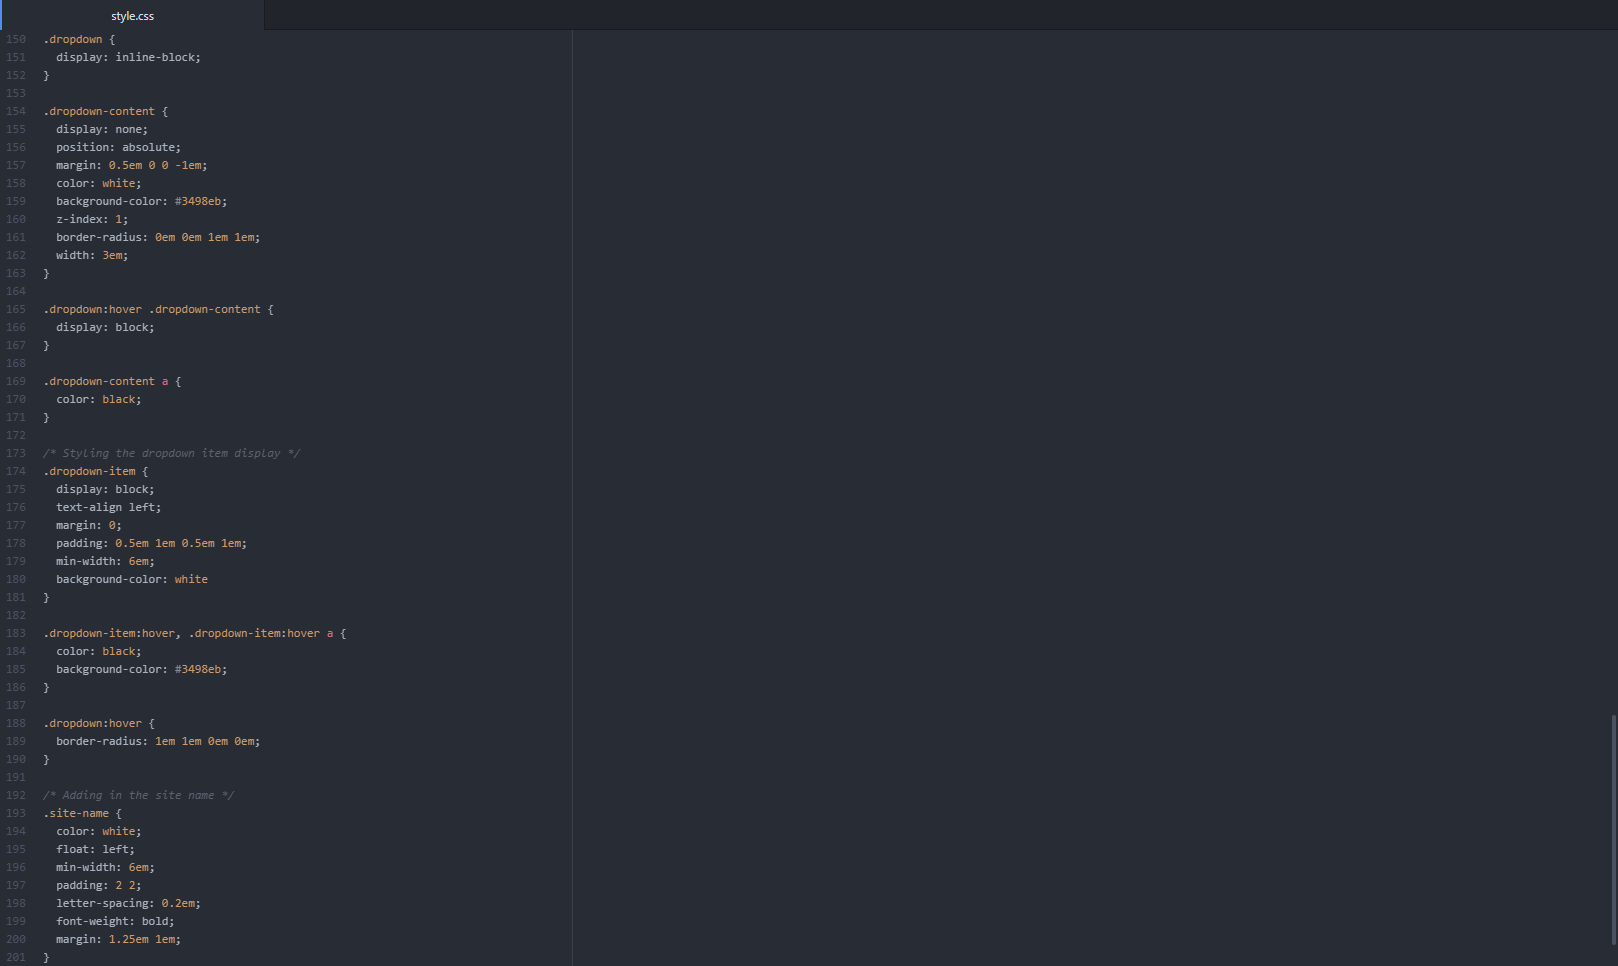 style.css
150 .dropdown {
151   display: inline-block;
152 }
153
154 .dropdown-content {
155   display: none;
156   position: absolute;
157   margin: 0.5em 0 0 -1em;
158   color: white;
159   background-color: #3498eb;
160   z-index: 1;
161   border-radius: 0em 0em 1em 1em;
162   width: 3em;
163 }
164
165 .dropdown:hover .dropdown-content {
166   display: block;
167 }
168
169 .dropdown-content a {
170   color: black;
171 }
172
173 /* Styling the dropdown item display */
174 .dropdown-item {
175   display: block;
176   text-align left;
177   margin: 0;
178   padding: 0.5em 1em 0.5em 1em;
179   min-width: 6em;
180   background-color: white
181 }
182
183 .dropdown-item:hover, .dropdown-item:hover a {
184   color: black;
185   background-color: #3498eb;
186 }
187
188 .dropdown:hover {
189   border-radius: 1em 1em 0em 0em;
190 }
191
192 /* Adding in the site name */
193 .site-name {
194   color: white;
195   float: left;
196   min-width: 6em;
197   padding: 2 2;
198   letter-spacing: 0.2em;
199   font-weight: bold;
200   margin: 1.25em 1em;
201 }